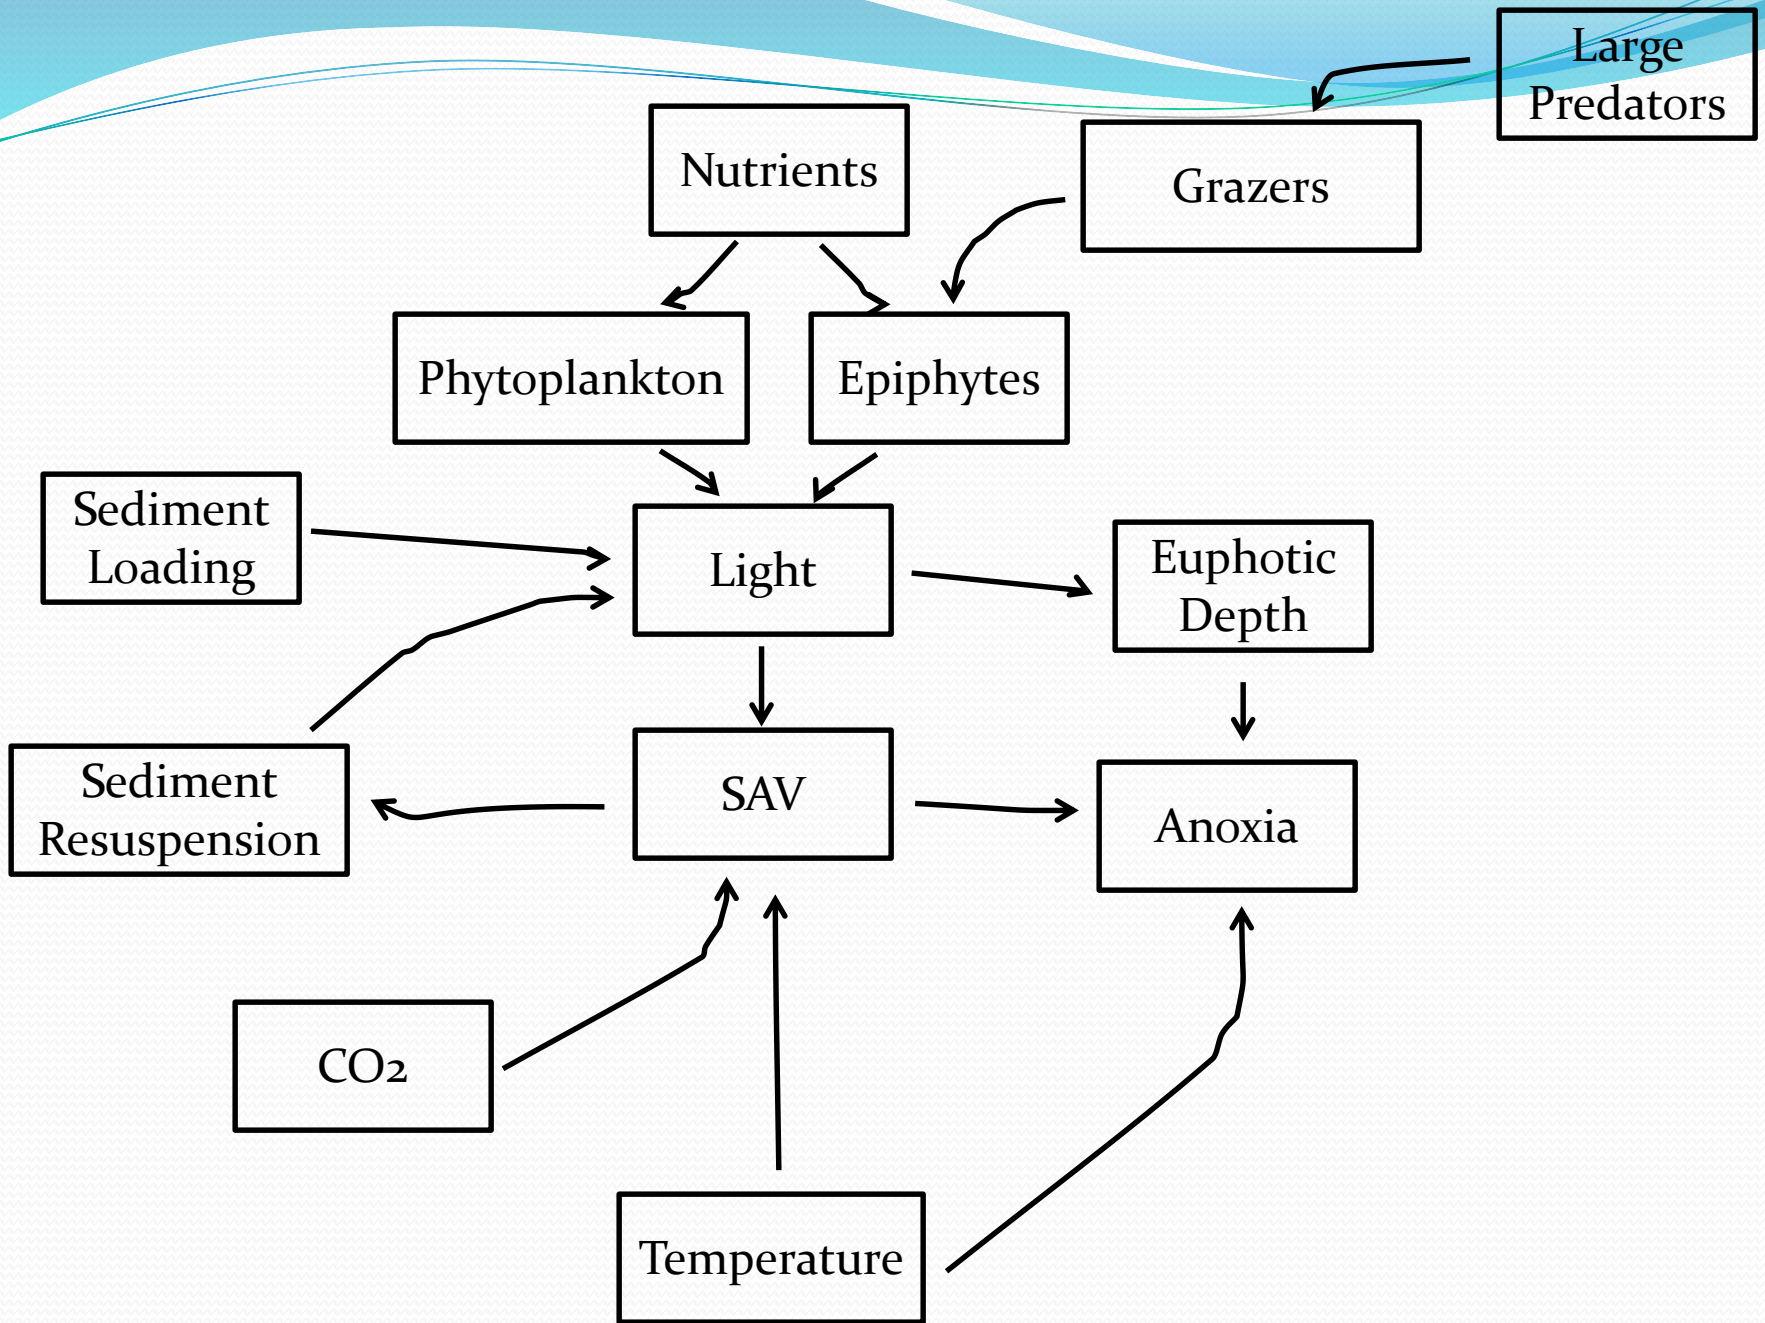 Large
Predators
Nutrients
Grazers
Phytoplankton
Epiphytes
Sediment
Loading
Light
Euphotic
Depth
Sediment
Resuspension
SAV
Anoxia
CO2
Temperature